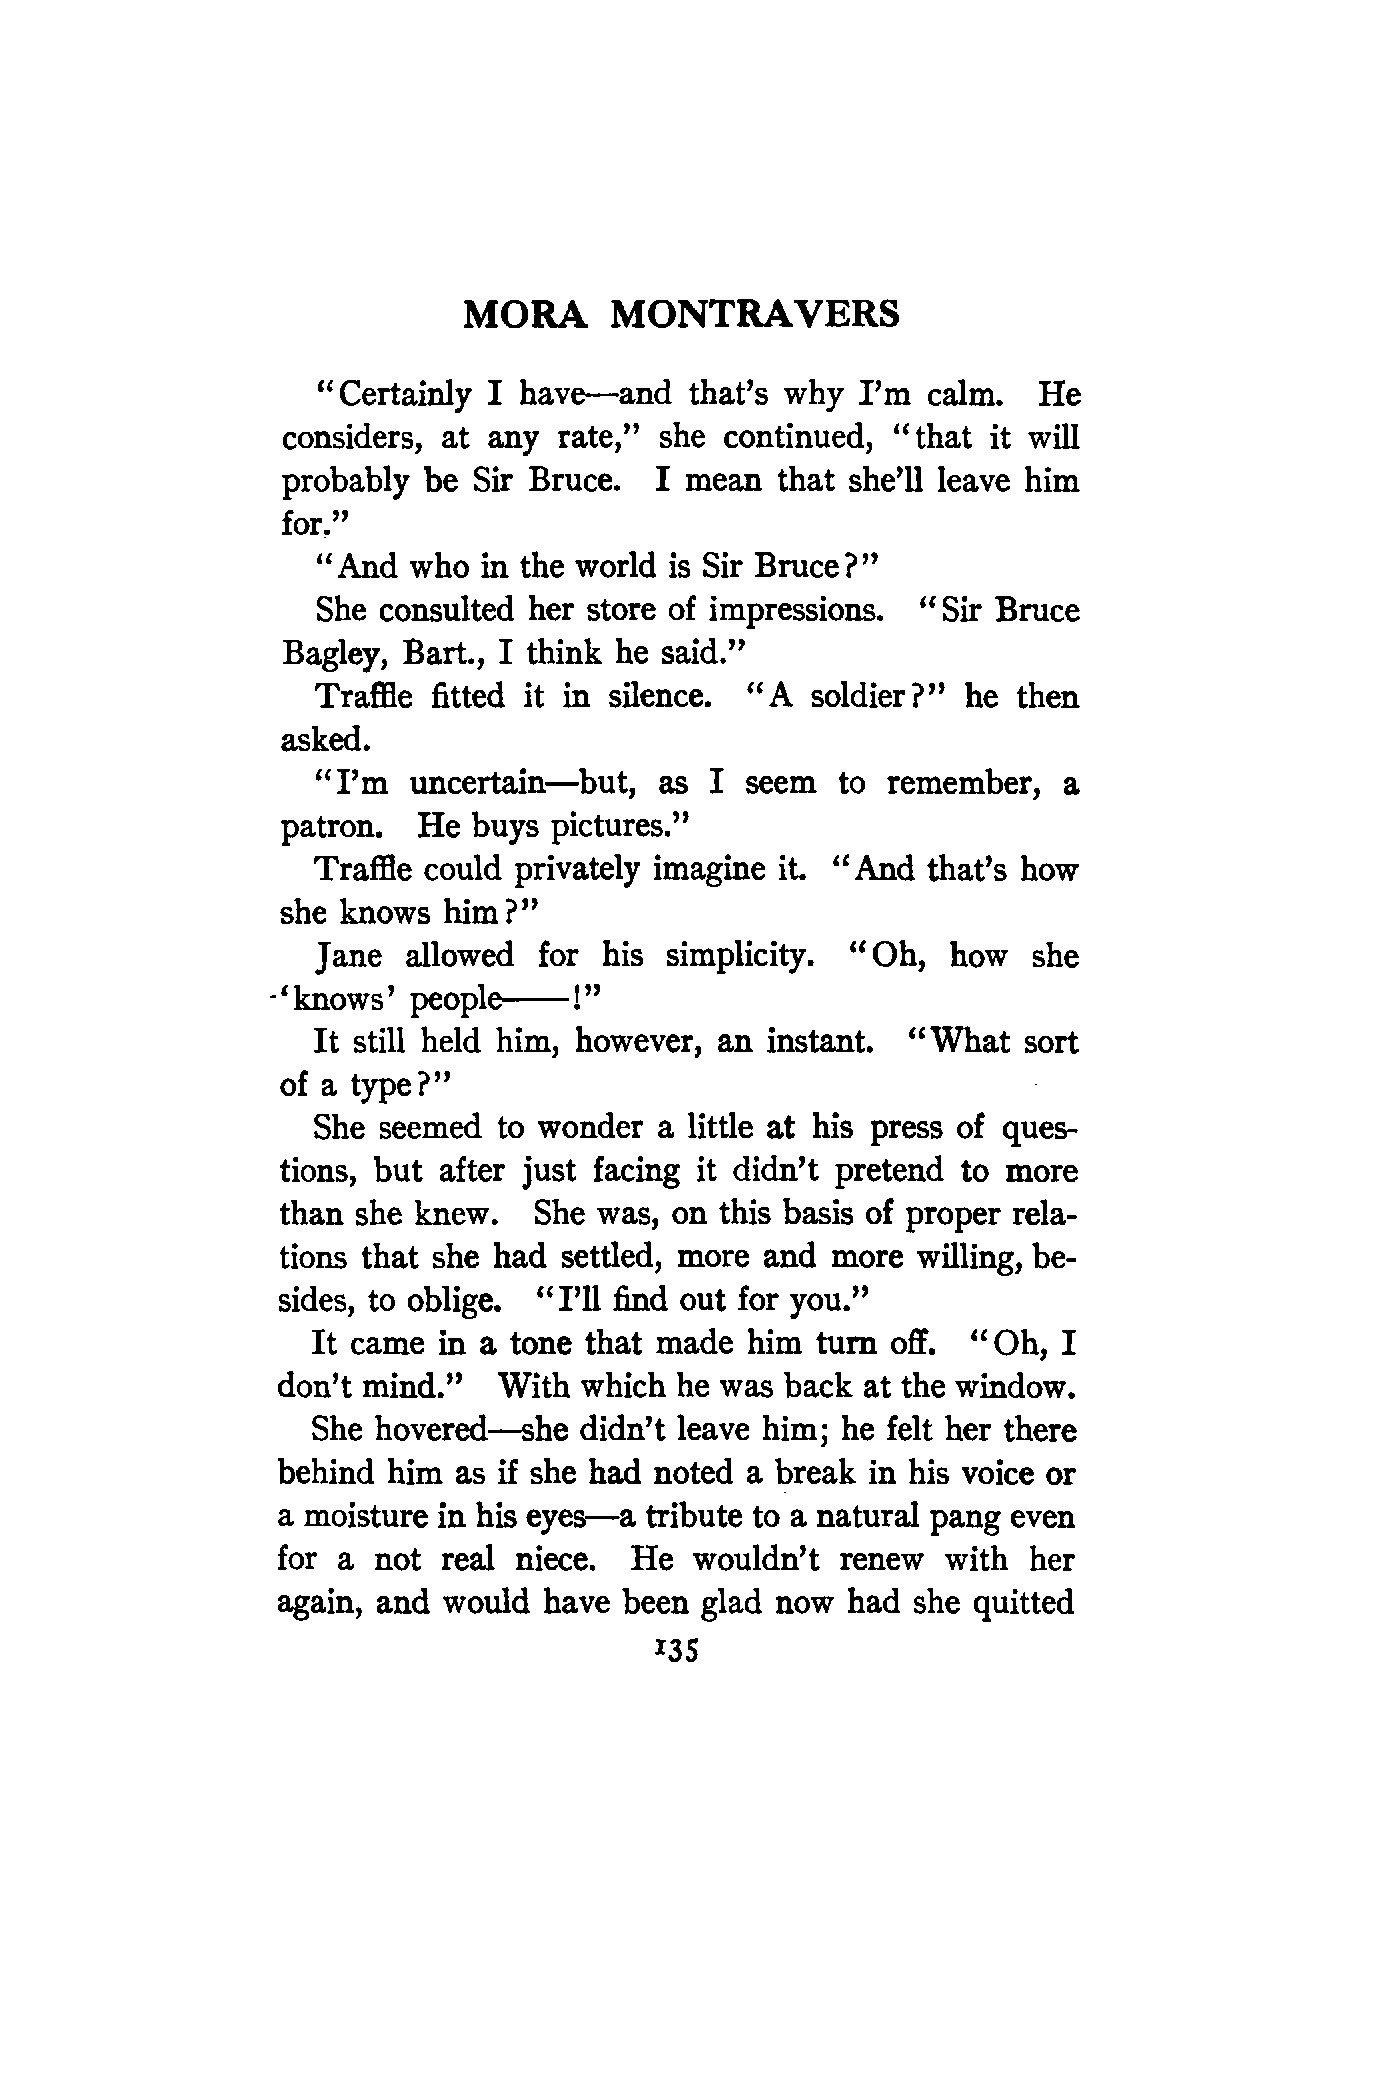 MORA MONTRAVERS
“Certainly I have—and that’s why I’m calm. He
considers, at any rate,” she continued, “that it will
probably be Sir Bruce. I mean that she’ll leave him
for.”
“And who in the world is Sir Bruce?”
She consulted her store of impressions. “Sir Bruce
Bagley, Bart., I think he said.”
Traffle fitted it in silence. “A soldier?” he then
asked.
“I’m uncertain—but, as I seem to remember, a
patron. He buys pictures.”
Traffle could privately imagine it. “And that’s how
she knows him?”
Jane allowed for his simplicity. “Oh, how she
‘knows’ people——!”
It still held him, however, an instant. “What sort
of a type?”
She seemed to wonder a little at his press of ques-
tions, but after just facing it didn’t pretend to more
than she knew. She was, on this basis of proper rela-
tions that she had settled, more and more willing, be-
sides, to oblige. “I’ll find out for you.”
It came in a tone that made him turn off. “Oh, I
don’t mind.” With which he was back at the window.
She hovered—she didn’t leave him; he felt her there
behind him as if she had noted a break in his voice or
a moisture in his eyes—a tribute to a natural pang even
for a not real niece. He wouldn’t renew with her
again, and would have been glad now had she quitted
135